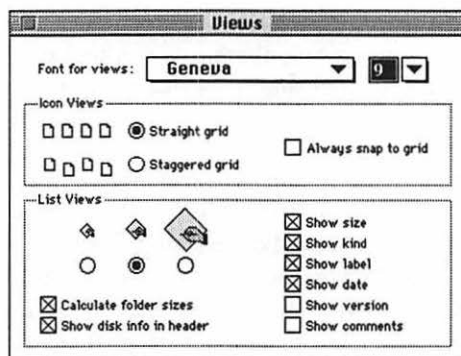 Views
Font for views: Geneva 9
Icon Views
Straight grid
Always snap to grid
Staggered grid
List Views
Show size
Show kind
Show label
Show date
Calculate folder sizes
Show version
Show disk info in header
Show comments